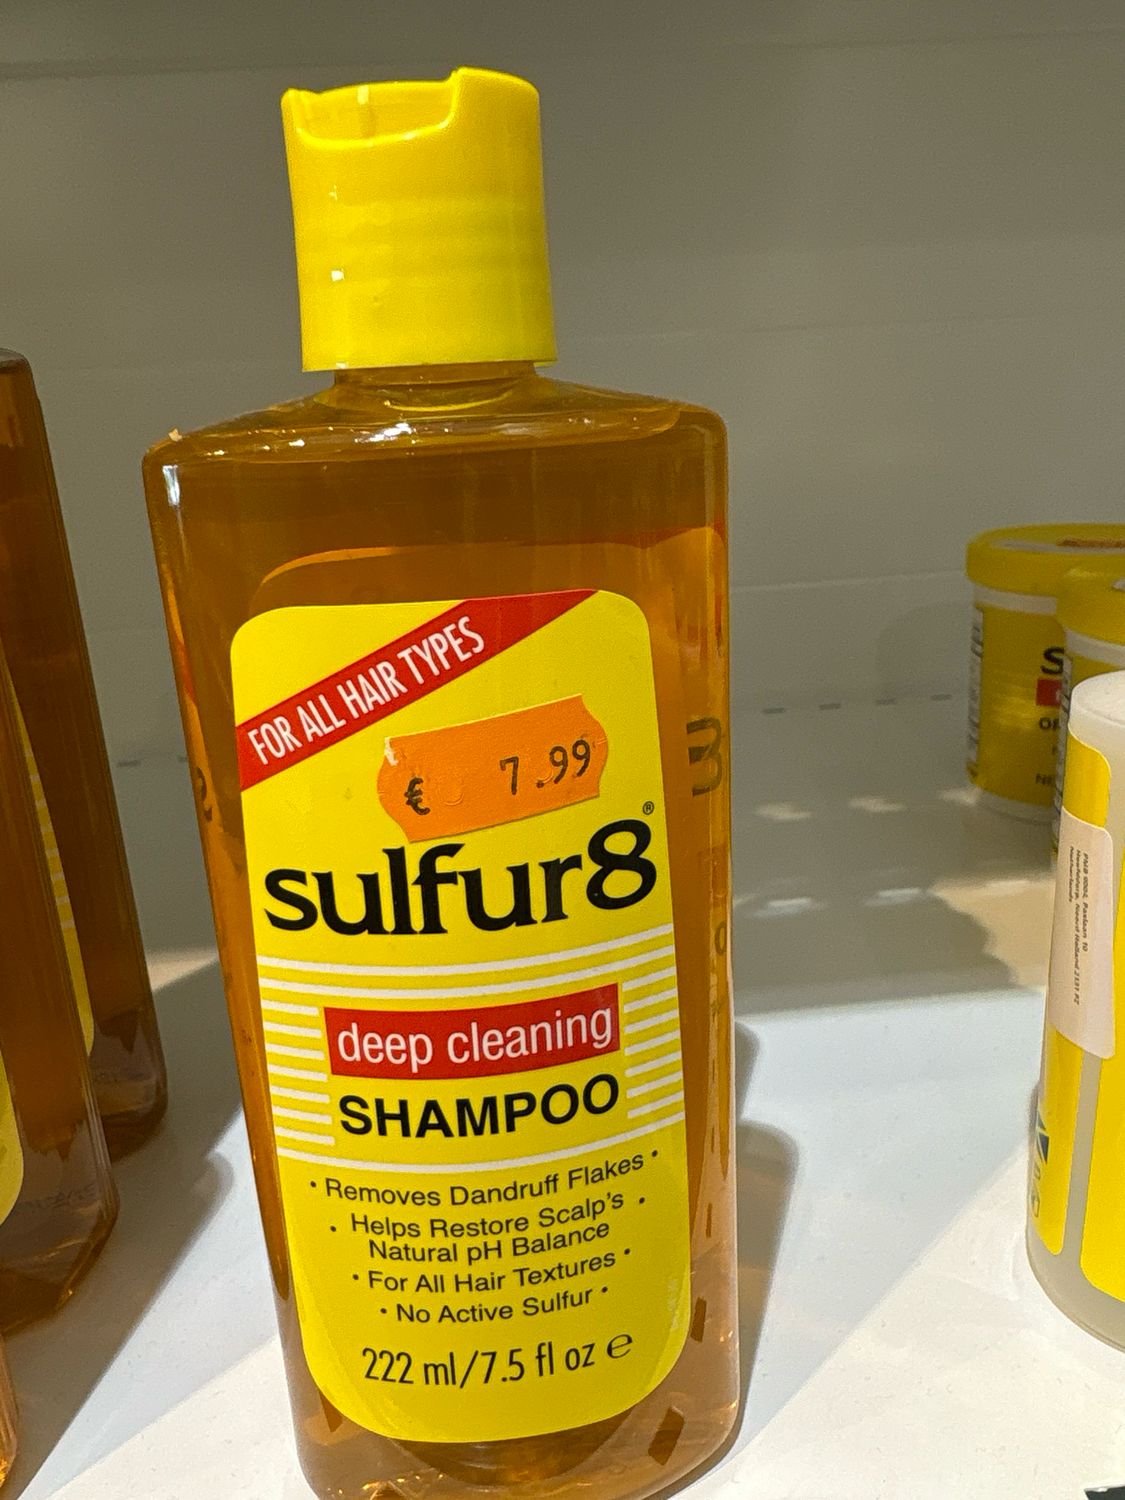 FOR ALL HAIR TYPES
€ 7.99
sulfur8®
deep cleaning
SHAMPOO
• Removes Dandruff Flakes •
• Helps Restore Scalp's •
Natural pH Balance
• For All Hair Textures •
• No Active Sulfur •
222 ml/7.5 fl oz ℮